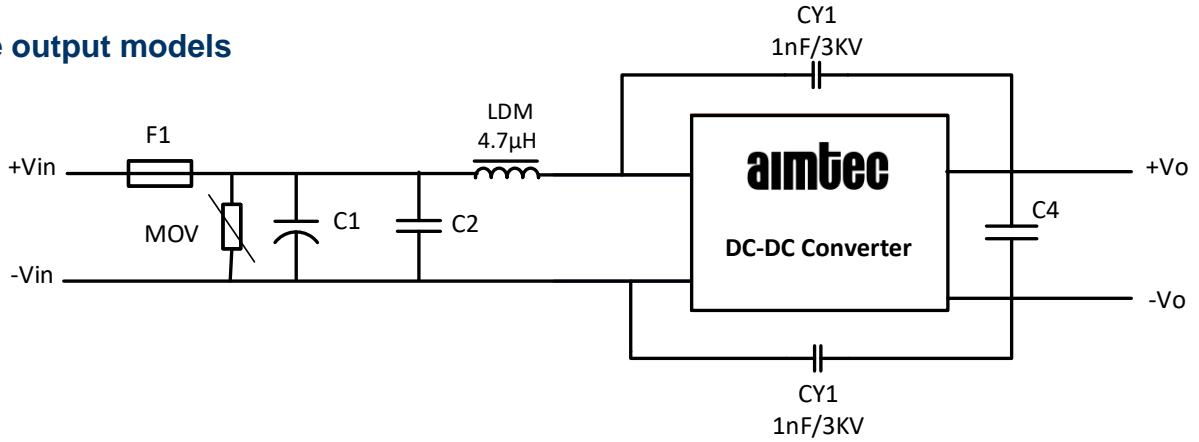 e output models
CY1
1nF/3KV
LDM
4.7µH
F1
+Vin
MOV
C1
C2
-Vin
aimtec
DC-DC Converter
+Vo
C4
-Vo
CY1
1nF/3KV